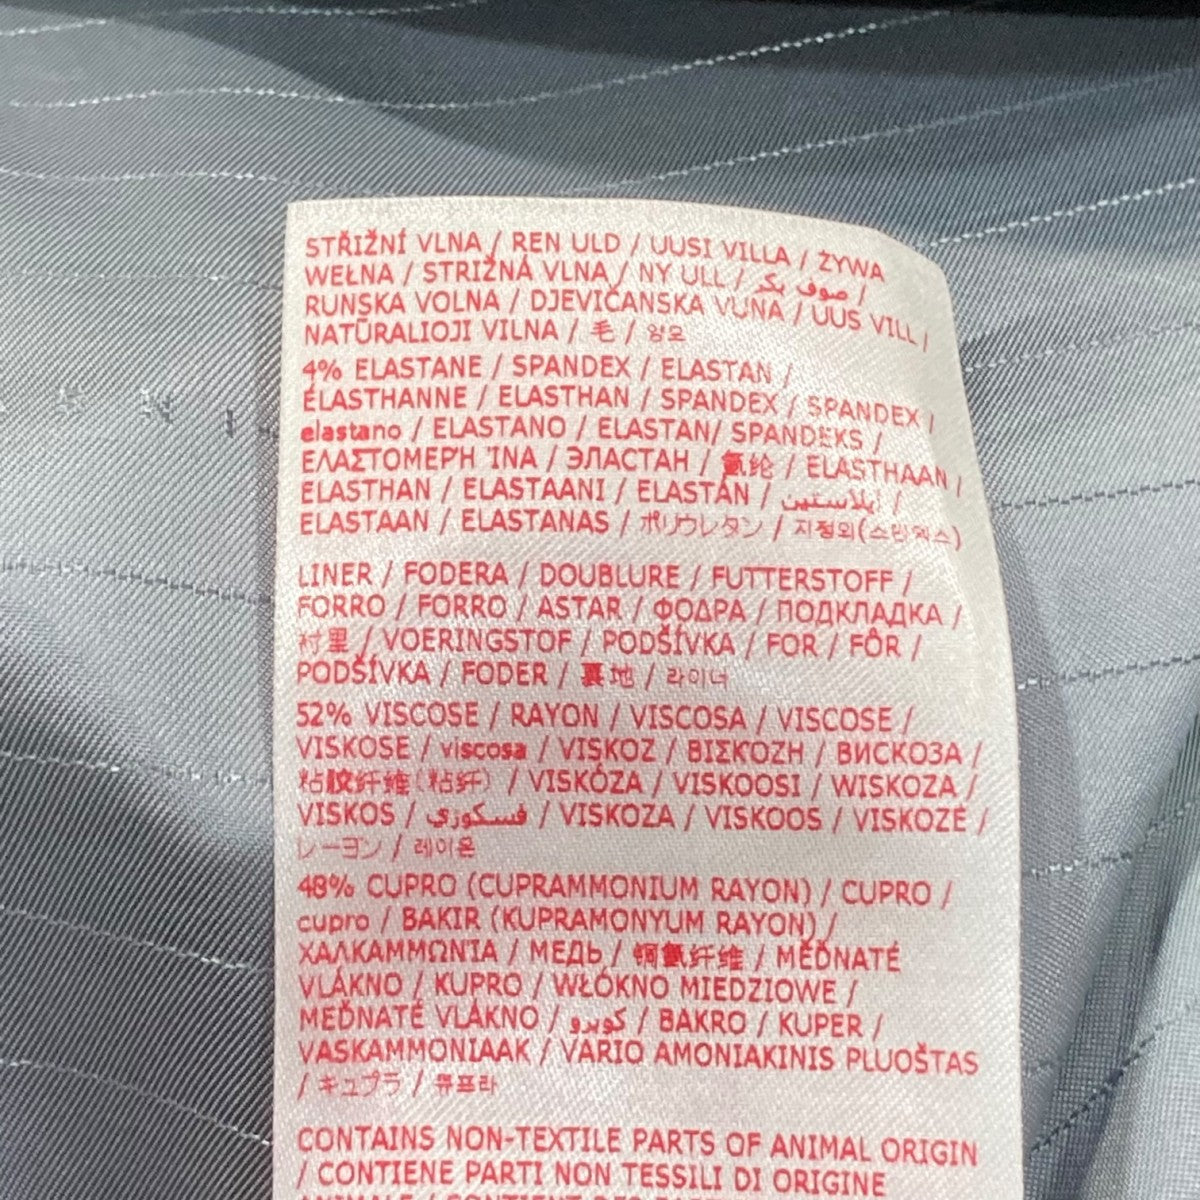 STŘIŽNÍ VLNA / REN ULD / UUSI VILLA / ŻYWA
WEŁNA / STRIŽNÁ VLNA / NY ULL / صوف بكر /
RUNSKA VOLNA / DJEVIČANSKA VUNA / UUS VILL /
NATŪRALIOJI VILNA / 毛 / 양모
4% ELASTANE / SPANDEX / ELASTAN /
ÉLASTHANNE / ELASTHAN / SPANDEX / SPANDEX /
elastano / ELASTANO / ELASTAN/ SPANDEKS /
ΕΛΑΣΤΟΜΕΡΉ ΊΝΑ / ЭЛАСТАН / 氨纶 / ELASTHAAN /
ELASTHAN / ELASTAANI / ELASTAN / إيلاستين /
ELASTAAN / ELASTANAS / ポリウレタン / 지정외(스판덱스)
LINER / FODERA / DOUBLURE / FUTTERSTOFF /
FORRO / FORRO / ASTAR / ΦΟΔΡΑ / ПОДКЛАДКА /
衬里 / VOERINGSTOF / PODŠÍVKA / FOR / FÔR /
PODŠÍVKA / FODER / 裏地 / 라이너
52% VISCOSE / RAYON / VISCOSA / VISCOSE /
VISKOSE / viscosa / VISKOZ / ΒΙΣΚΟΖΗ / ВИСКОЗА /
粘胶纤维(粘纤) / VISKÓZA / VISKOOSI / WISKOZA /
VISKOS / فسكوزي / VISKOZA / VISKOOS / VISKOZĖ /
レーヨン / 레이온
48% CUPRO (CUPRAMMONIUM RAYON) / CUPRO /
cupro / BAKIR (KUPRAMONYUM RAYON) /
ΧΑΛΚΑΜΜΩΝΊΑ / МЕДЬ / 铜氨纤维 / MĚĎNATÉ
VLÁKNO / KUPRO / WŁÓKNO MIEDZIOWE /
MEĎNATÉ VLÁKNO / كوبرو / BAKRO / KUPER /
VASKAMMONIAAK / VARIO AMONIAKINIS PLUOŠTAS
/ キュプラ / 큐프라
CONTAINS NON-TEXTILE PARTS OF ANIMAL ORIGIN
/ CONTIENE PARTI NON TESSILI DI ORIGINE